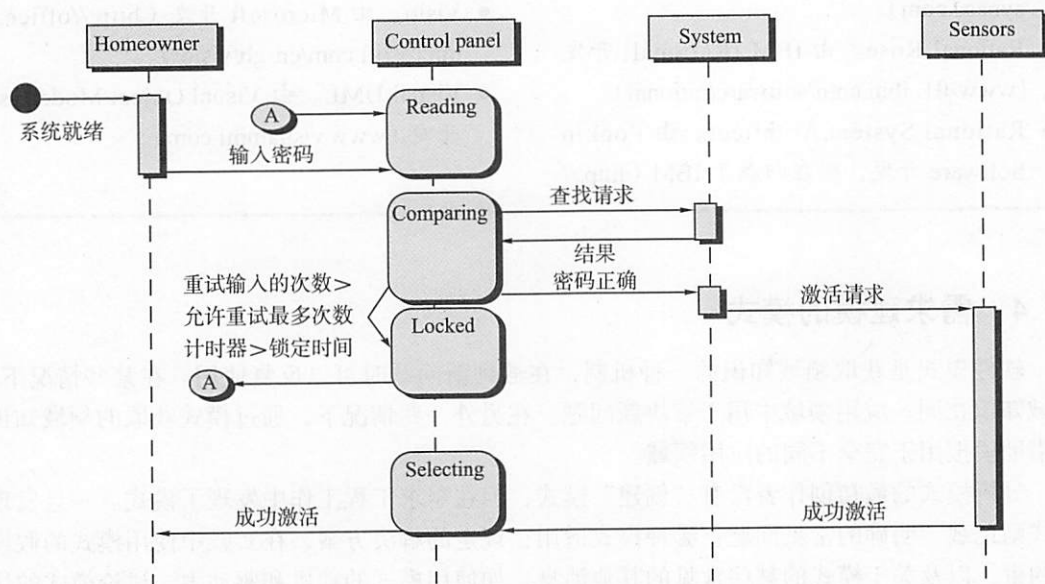 Homeowner
Control panel
System
Sensors
系统就绪
A
Reading
输入密码
Comparing
查找请求
结果
密码正确
激活请求
重试输入的次数>
允许重试最多次数
计时器>锁定时间
Locked
A
Selecting
成功激活
成功激活